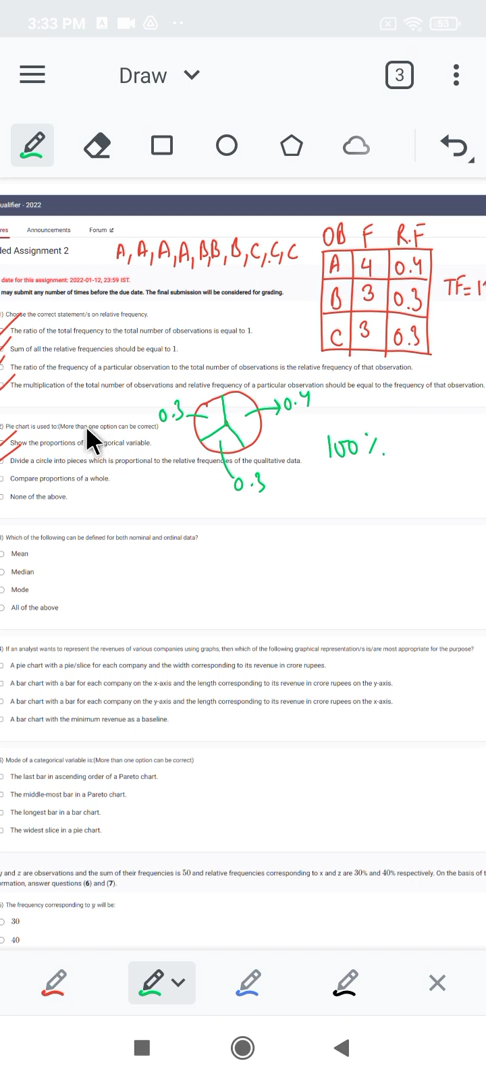 3:33 PM
53
Draw
3
ualifier - 2022
res Announcements Forum
led Assignment 2
A, A, A, A, B, B, B, C, C, C
OB F R.F
A 4 0.4
B 3 0.3
C 3 0.3
TF = 1
date for this assignment: 2022-01-12, 23:59 IST.
may submit any number of times before the due date. The final submission will be considered for grading.
1) Choose the correct statement/s on relative frequency.
The ratio of the total frequency to the total number of observations is equal to 1.
Sum of all the relative frequencies should be equal to 1.
The ratio of the frequency of a particular observation to the total number of observations is the relative frequency of that observation.
The multiplication of the total number of observations and relative frequency of a particular observation should be equal to the frequency of that observation.
0.3
0.4
0.3
100 %.
2) Pie chart is used to:(More than one option can be correct)
Show the proportions of gorical variable.
Divide a circle into pieces which is proportional to the relative frequencies of the qualitative data.
Compare proportions of a whole.
None of the above.
3) Which of the following can be defined for both nominal and ordinal data?
Mean
Median
Mode
All of the above
4) If an analyst wants to represent the revenues of various companies using graphs, then which of the following graphical representation/s is/are most appropriate for the purpose?
A pie chart with a pie/slice for each company and the width corresponding to its revenue in crore rupees.
A bar chart with a bar for each company on the x-axis and the length corresponding to its revenue in crore rupees on the y-axis.
A bar chart with a bar for each company on the y-axis and the length corresponding to its revenue in crore rupees on the x-axis.
A bar chart with the minimum revenue as a baseline.
5) Mode of a categorical variable is:(More than one option can be correct)
The last bar in ascending order of a Pareto chart.
The middle-most bar in a Pareto chart.
The longest bar in a bar chart.
The widest slice in a pie chart.
y and z are observations and the sum of their frequencies is 50 and relative frequencies corresponding to x and z are 30% and 40% respectively. On the basis of t
ormation, answer questions (6) and (7).
6) The frequency corresponding to y will be:
30
40